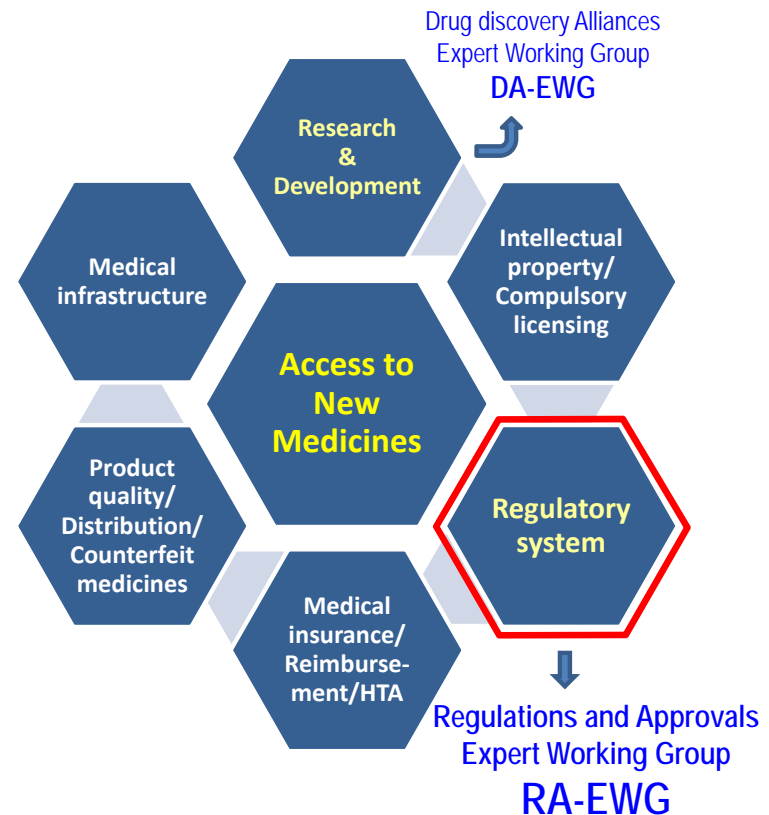 Drug discovery Alliances
Expert Working Group
DA-EWG
Research
&
Development
Intellectual
property/
Compulsory
licensing
Medical
infrastructure
Access to
New
Medicines
Product
quality/
Distribution/
Counterfeit
medicines
Regulatory
system
Medical
insurance/
Reimburse-
ment/HTA
Regulations and Approvals
Expert Working Group
RA-EWG